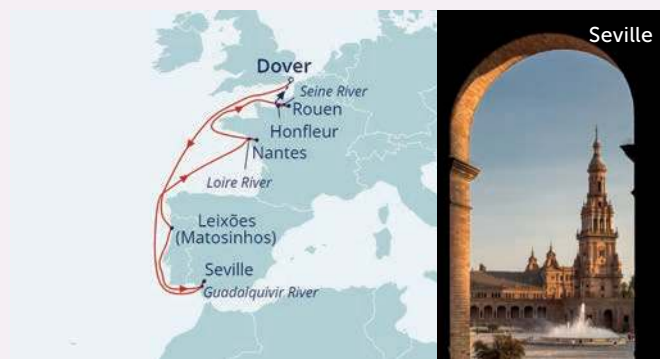 Dover
Seine River
Rouen
Honfleur
Nantes
Loire River
Leixões
(Matosinhos)
Seville
Guadalquivir River
Seville